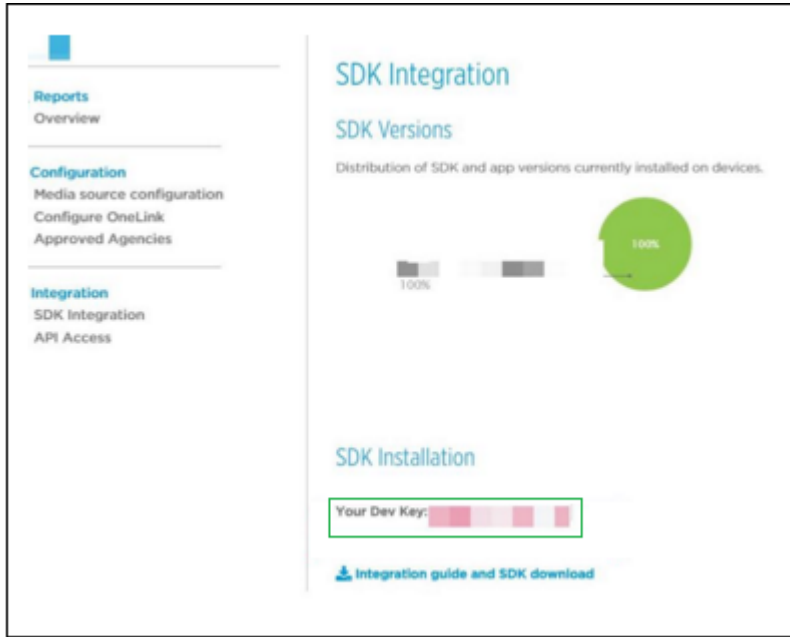 Reports
Overview
Configuration
Media source configuration
Configure OneLink
Approved Agencies
Integration
SDK Integration
API Access
SDK Integration
SDK Versions
Distribution of SDK and app versions currently installed on devices.
100%
100%
SDK Installation
Your Dev Key:
Integration guide and SDK download